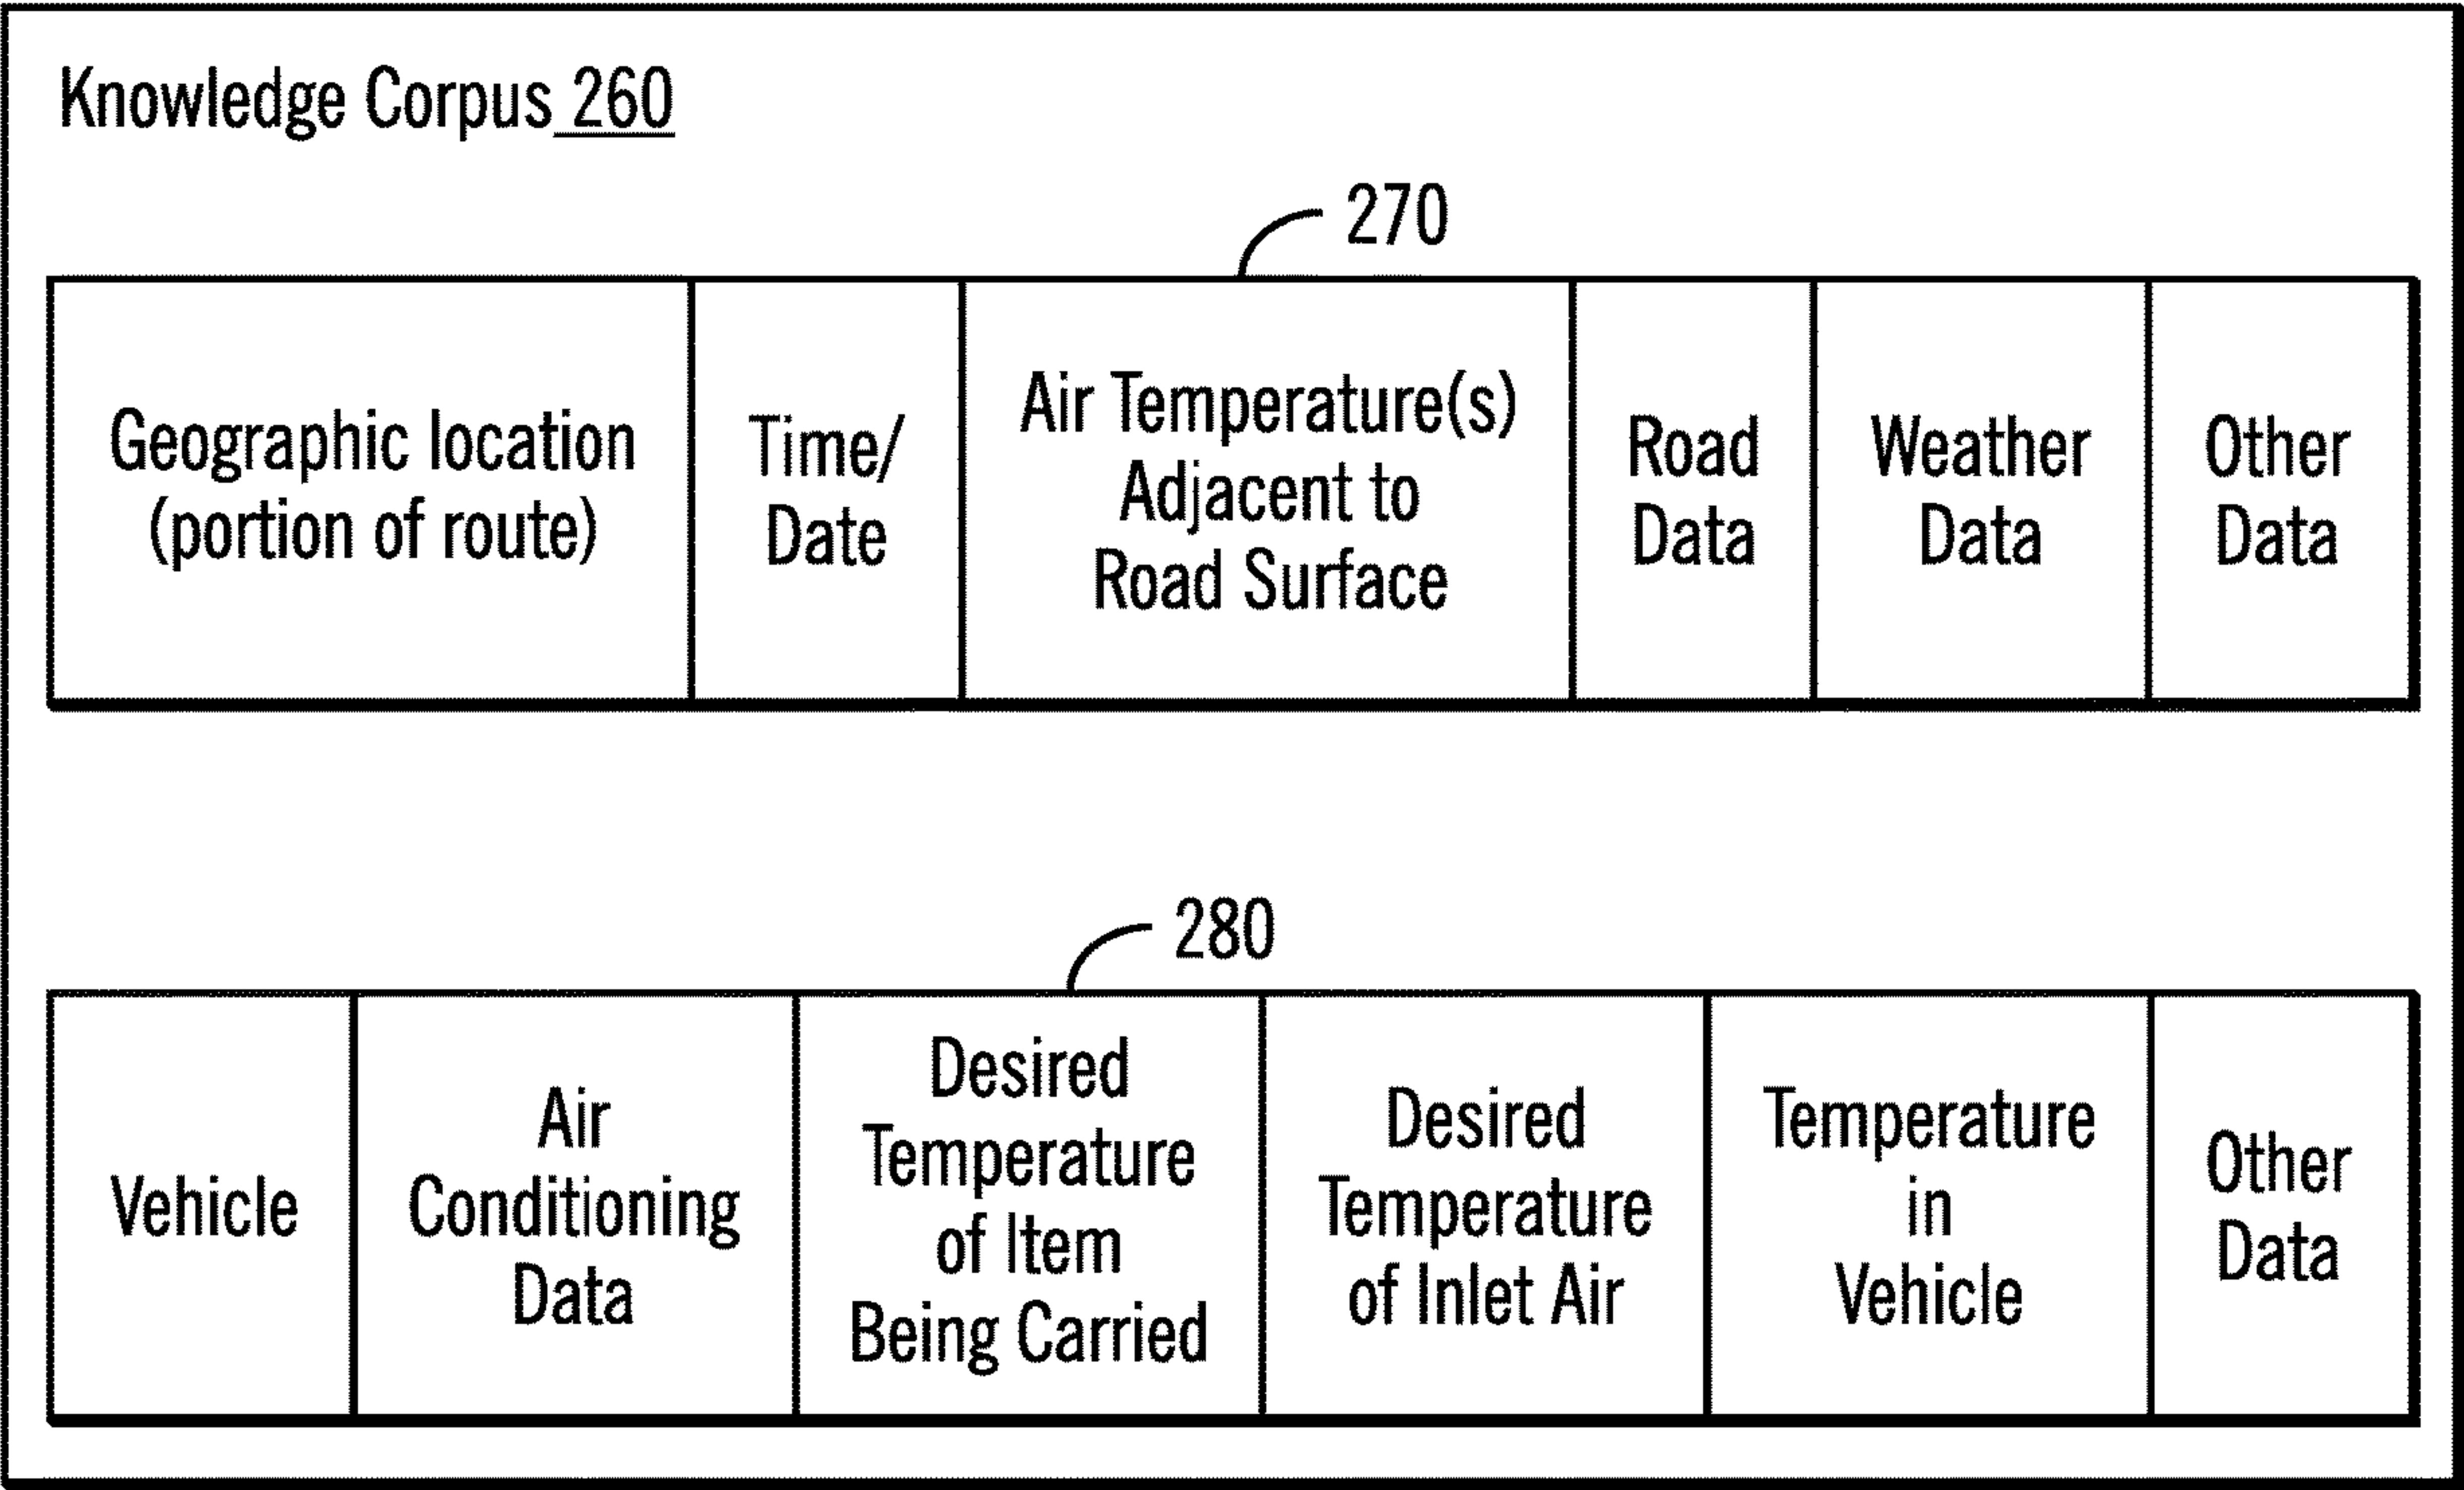 Knowledge Corpus 260
270
Geographic location
(portion of route)
Time/
Date
Air Temperature(s)
Adjacent to
Road Surface
Road
Data
Weather
Data
Other
Data
280
Vehicle
Air
Conditioning
Data
Desired
Temperature
of Item
Being Carried
Desired
Temperature
of Inlet Air
Temperature
in
Vehicle
Other
Data